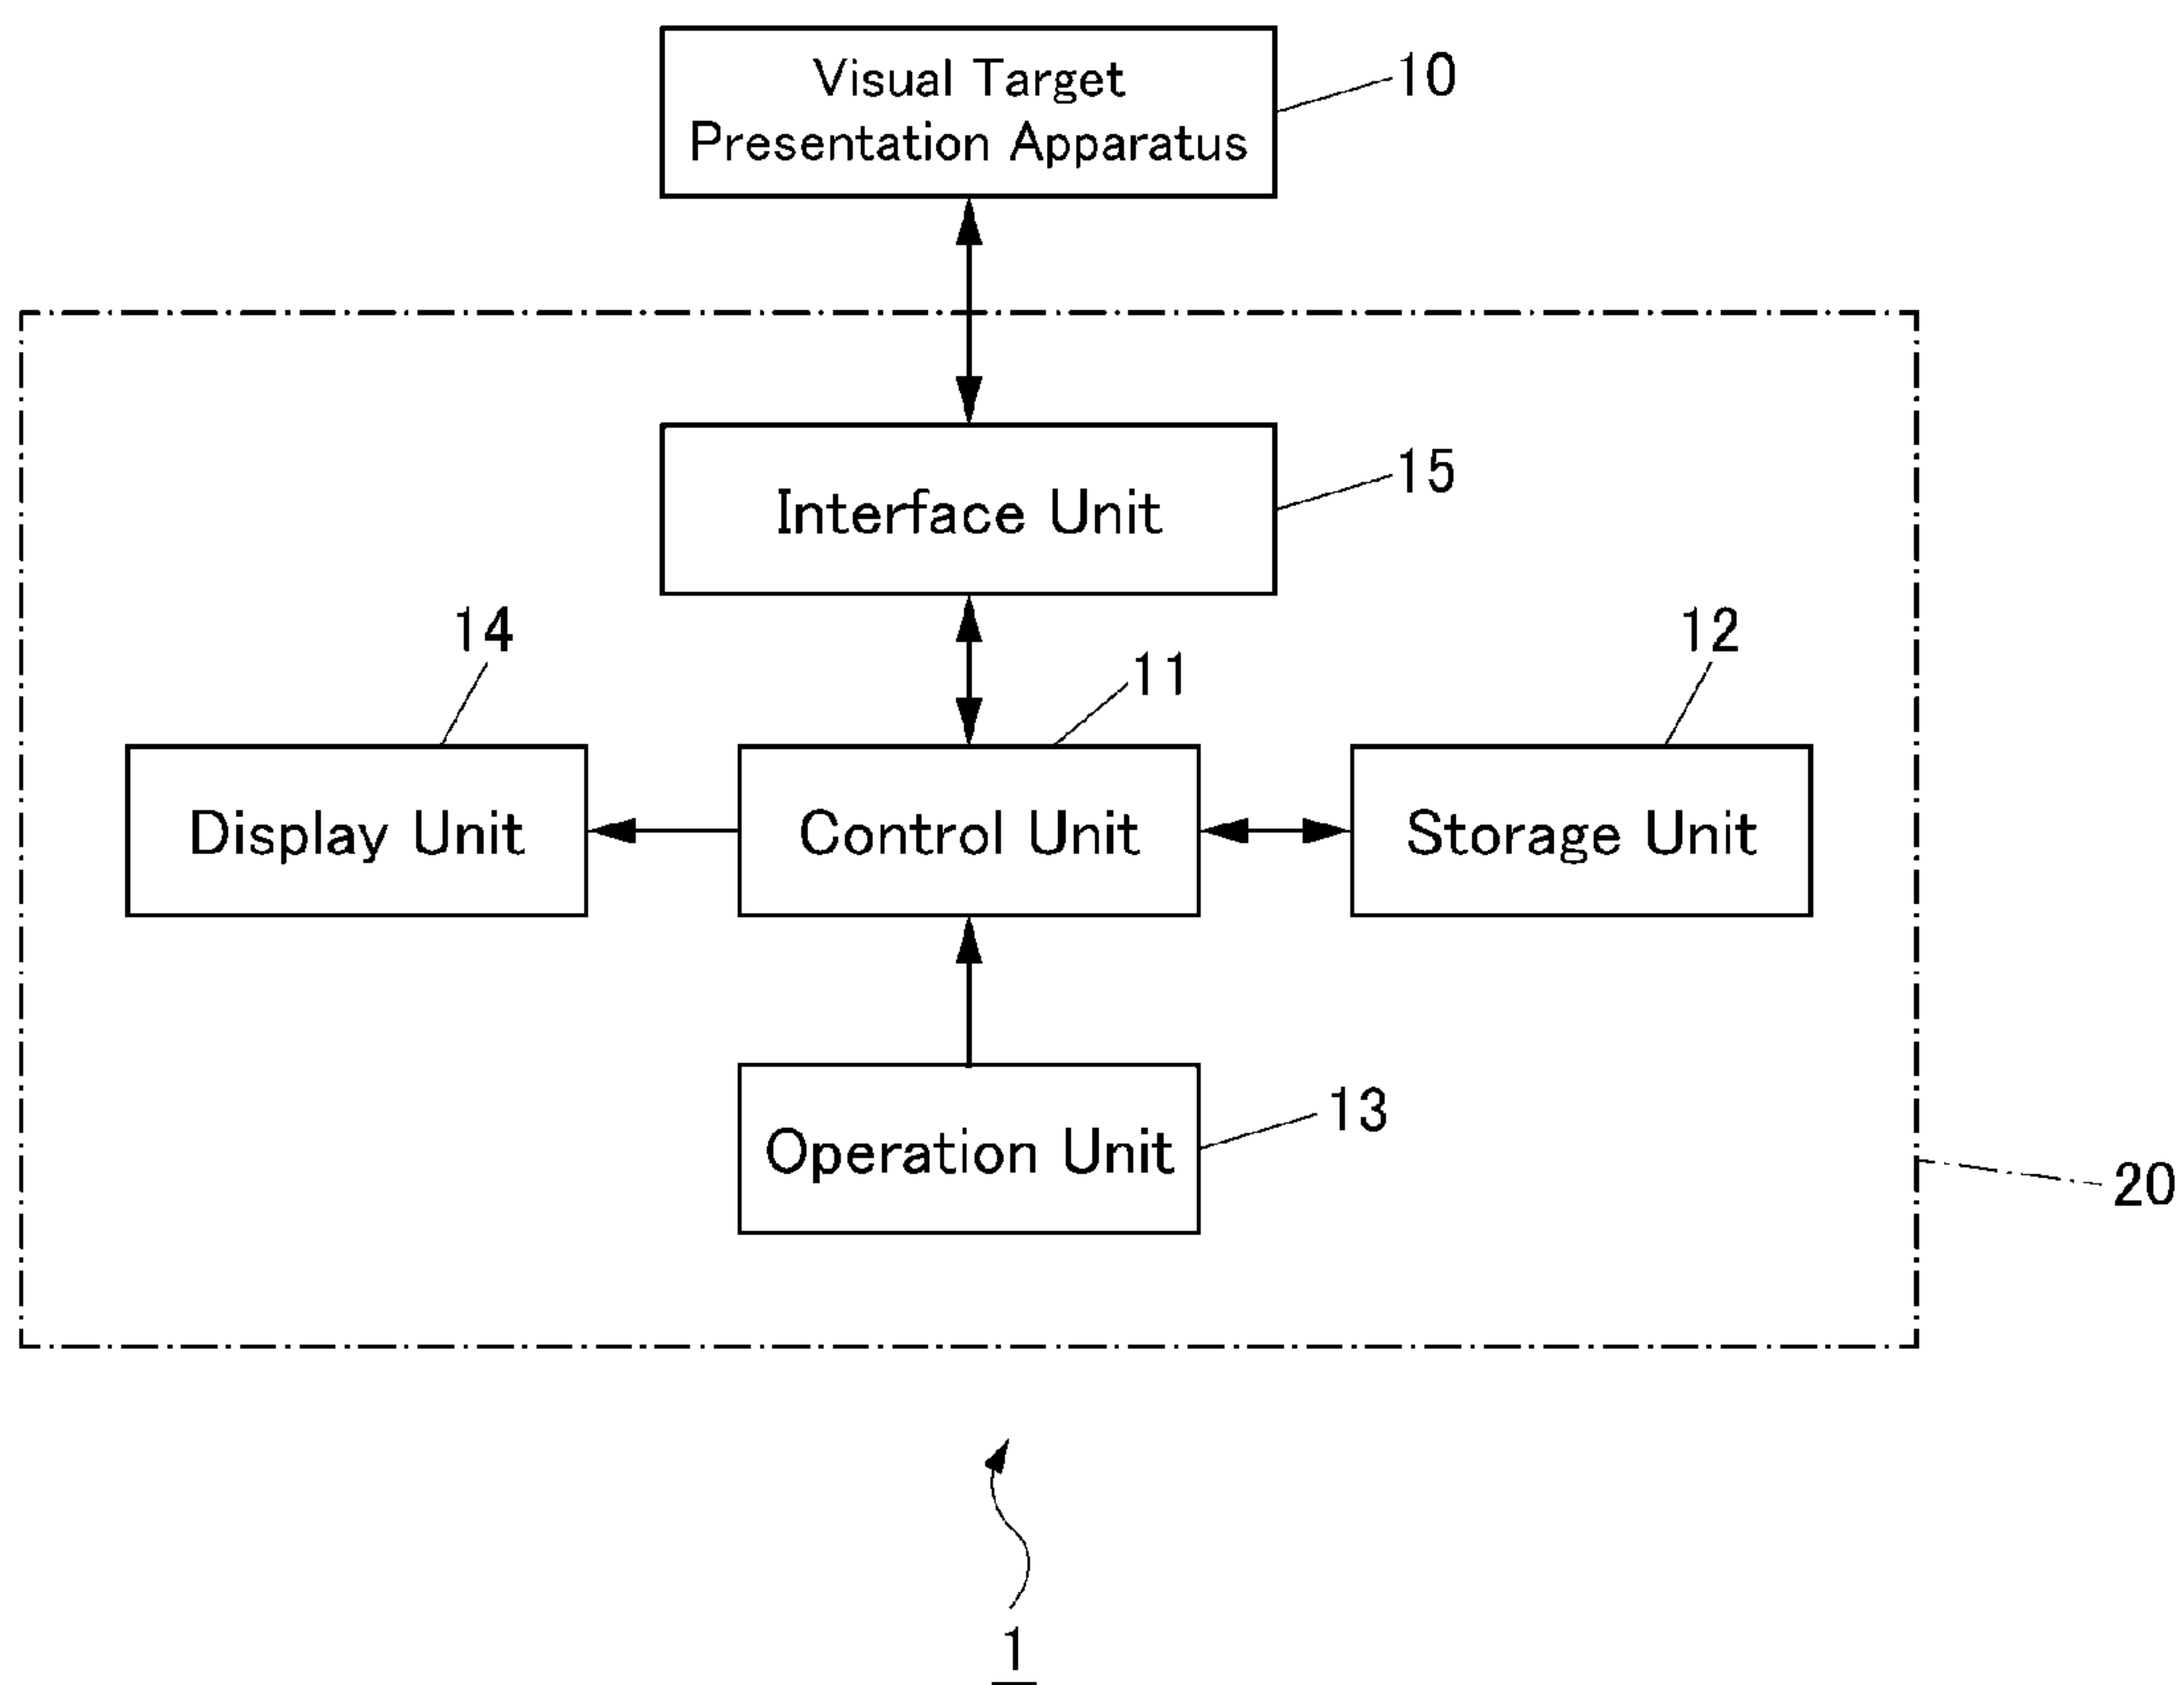 Visual Target
Presentation Apparatus
10
Interface Unit
15
14
11
12
Display Unit
Control Unit
Storage Unit
Operation Unit
13
20
1